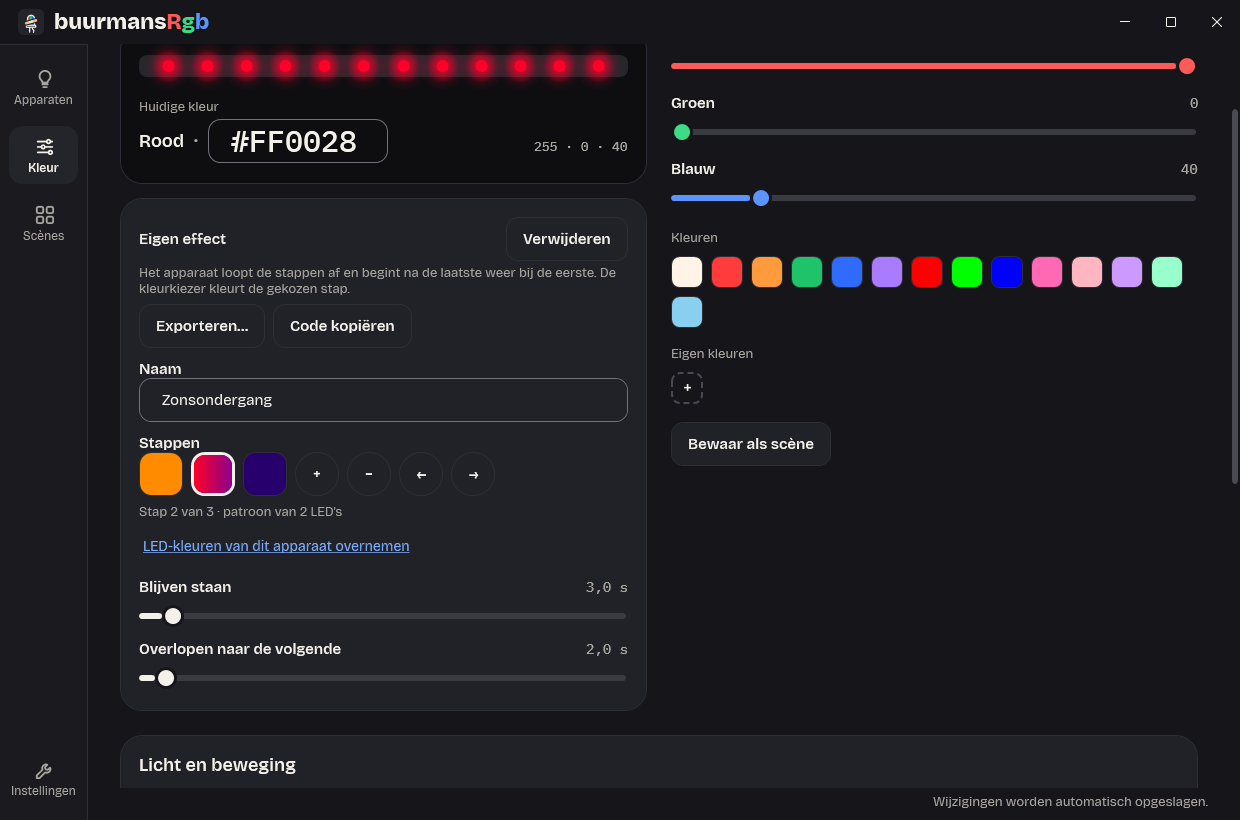 buurmansRgb
Apparaten
Kleur
Scènes
Instellingen
Huidige kleur
Rood · #FF0028
255 · 0 · 40
Eigen effect
Verwijderen
Het apparaat loopt de stappen af en begint na de laatste weer bij de eerste. De
kleurkiezer kleurt de gekozen stap.
Exporteren...
Code kopiëren
Naam
Zonsondergang
Stappen
+ − ← →
Stap 2 van 3 · patroon van 2 LED's
LED-kleuren van dit apparaat overnemen
Blijven staan 3,0 s
Overlopen naar de volgende 2,0 s
Groen 0
Blauw 40
Kleuren
Eigen kleuren
+
Bewaar als scène
Licht en beweging
Wijzigingen worden automatisch opgeslagen.